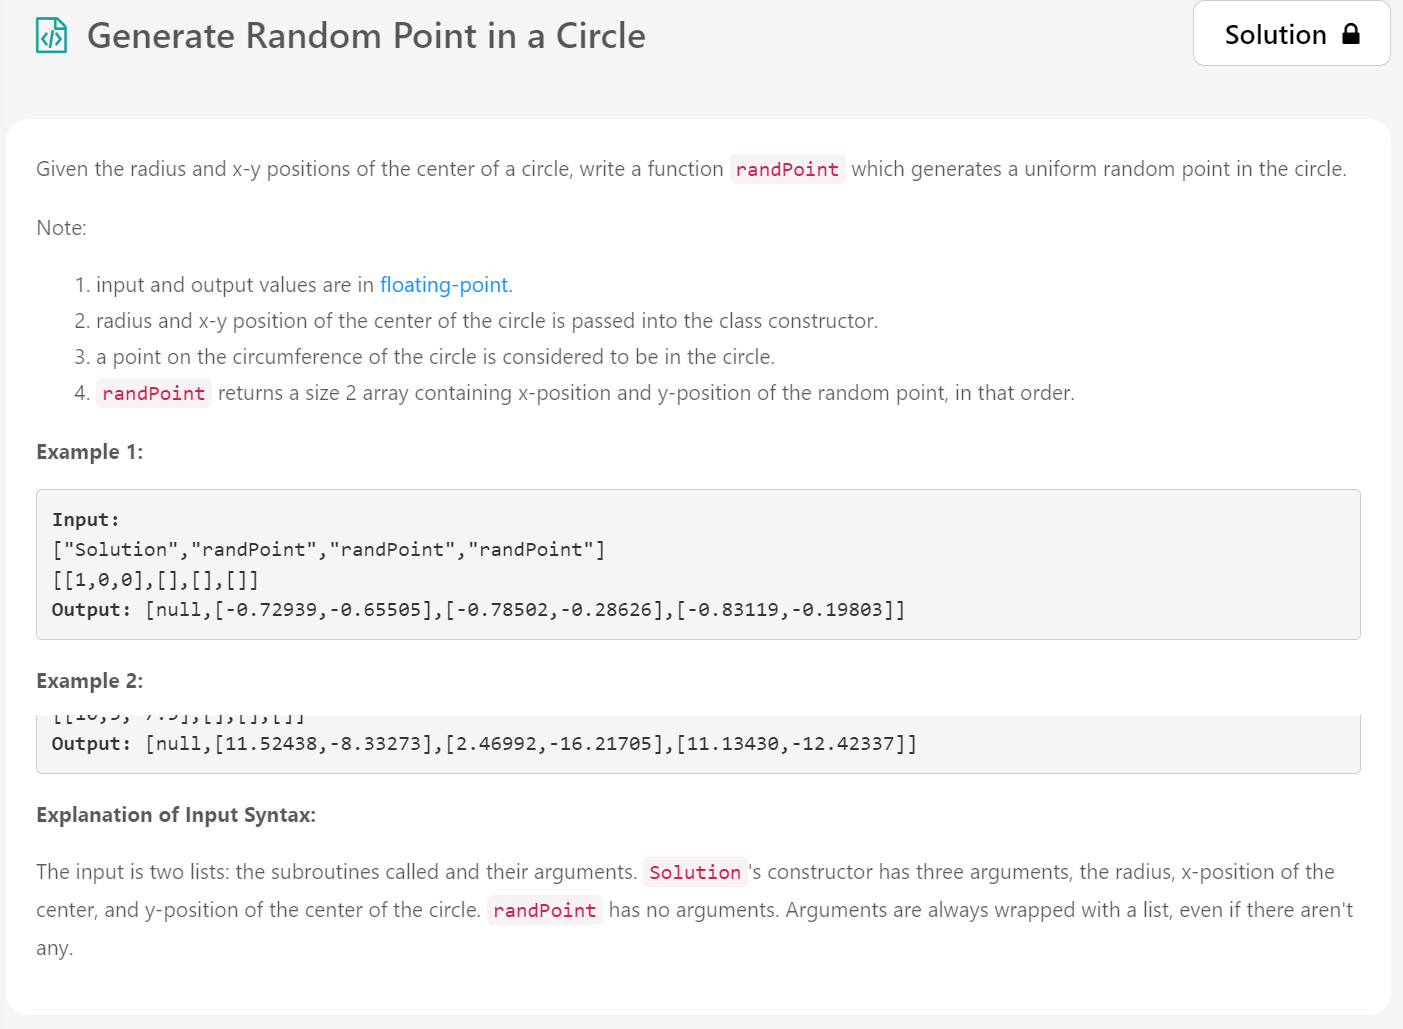 Generate Random Point in a Circle
Solution
Given the radius and x-y positions of the center of a circle, write a function randPoint which generates a uniform random point in the circle.
Note:
1. input and output values are in floating-point.
2. radius and x-y position of the center of the circle is passed into the class constructor.
3. a point on the circumference of the circle is considered to be in the circle.
4. randPoint returns a size 2 array containing x-position and y-position of the random point, in that order.
Example 1:
Input:
["Solution","randPoint","randPoint","randPoint"]
[[1,0,0],[],[],[]]
Output: [null,[-0.72939,-0.65505],[-0.78502,-0.28626],[-0.83119,-0.19803]]
Example 2:
Output: [null,[11.52438,-8.33273],[2.46992,-16.21705],[11.13430,-12.42337]]
Explanation of Input Syntax:
The input is two lists: the subroutines called and their arguments. Solution's constructor has three arguments, the radius, x-position of the
center, and y-position of the center of the circle. randPoint has no arguments. Arguments are always wrapped with a list, even if there aren't
any.